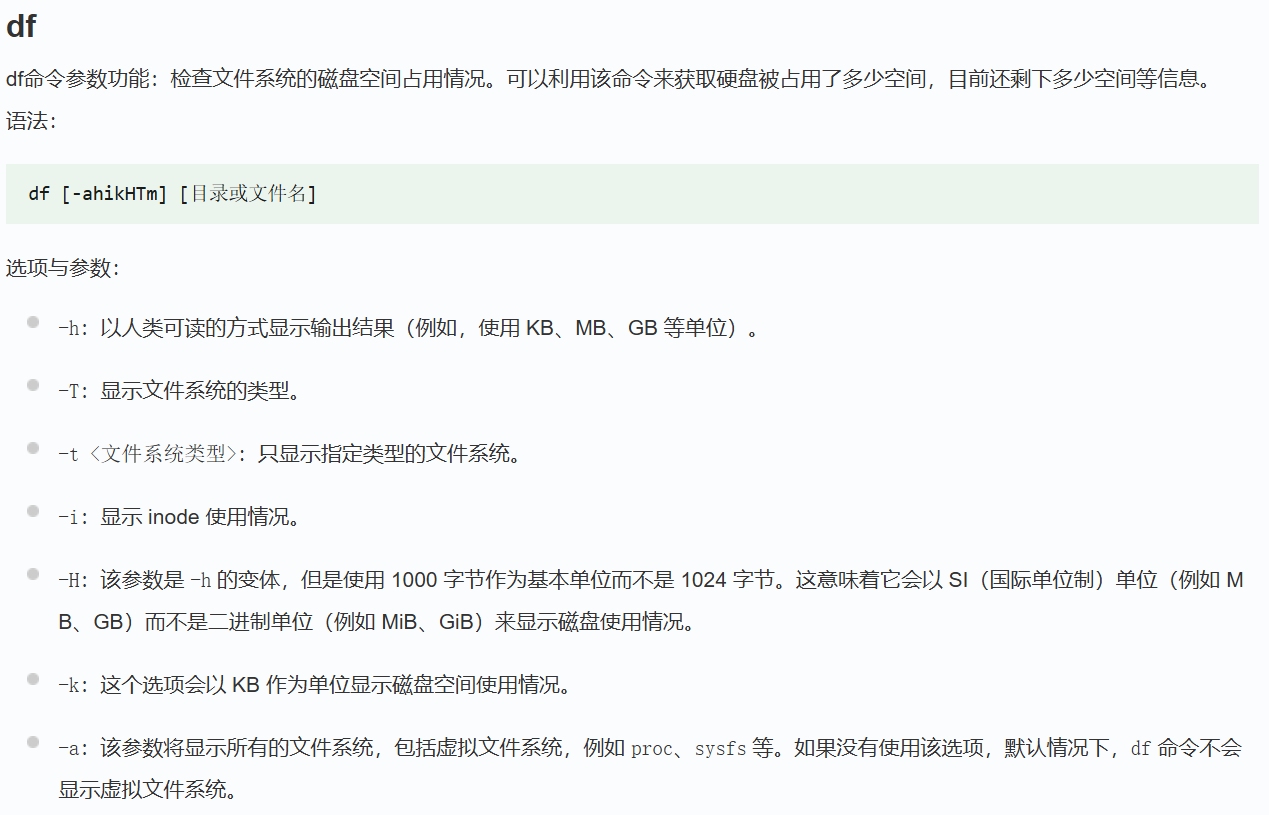 df
df命令参数功能：检查文件系统的磁盘空间占用情况。可以利用该命令来获取硬盘被占用了多少空间，目前还剩下多少空间等信息。
语法：
df [-ahikHTm] [目录或文件名]
选项与参数：
-h：以人类可读的方式显示输出结果（例如，使用 KB、MB、GB 等单位）。
-T：显示文件系统的类型。
-t <文件系统类型>：只显示指定类型的文件系统。
-i：显示 inode 使用情况。
-H：该参数是 -h 的变体，但是使用 1000 字节作为基本单位而不是 1024 字节。这意味着它会以 SI（国际单位制）单位（例如 M
B、GB）而不是二进制单位（例如 MiB、GiB）来显示磁盘使用情况。
-k：这个选项会以 KB 作为单位显示磁盘空间使用情况。
-a：该参数将显示所有的文件系统，包括虚拟文件系统，例如 proc、sysfs 等。如果没有使用该选项，默认情况下，df 命令不会
显示虚拟文件系统。